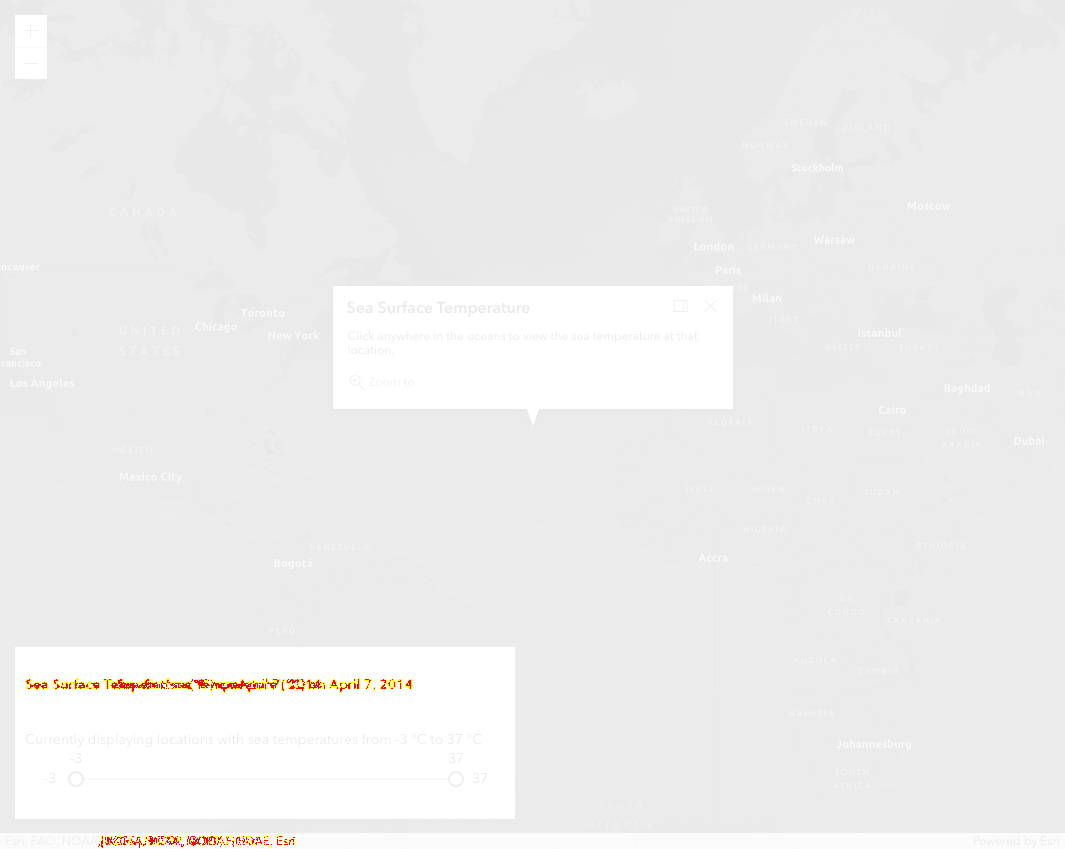 +
−
SWEDEN
FINLAND
NORWAY
Stockholm
Moscow
CANADA
UNITED
KINGDOM
London
GERMANY
Warsaw
ncouver
Paris
UKRAINE
Milan
Sea Surface Temperature
Toronto
ITALY
Chicago
UNITED
STATES
New York
Click anywhere in the oceans to view the sea temperature at that
location.
Istanbul
GREECE
TURKEY
San
rancisco
Los Angeles
Zoom to
Baghdad
IRAN
Cairo
ALGERIA
LIBYA
EGYPT
SAUDI
ARABIA
Dubai
MÉXICO
Mexico City
MALI
NIGER
CHAD
SUDAN
NIGERIA
VENEZUELA
Bogotá
Accra
ETHIOPIA
DR
CONGO
TANZANIA
PERU
ANGOLA
ZAMBIA
NAMIBIA
Johannesburg
SOUTH
AFRICA
Sea Surface April 7, 2014
Currently displaying locations with sea temperatures from -3 °C to 37 °C
-3 37
-3 37
Esri, FAO, NOAA Esri
Powered by Esri